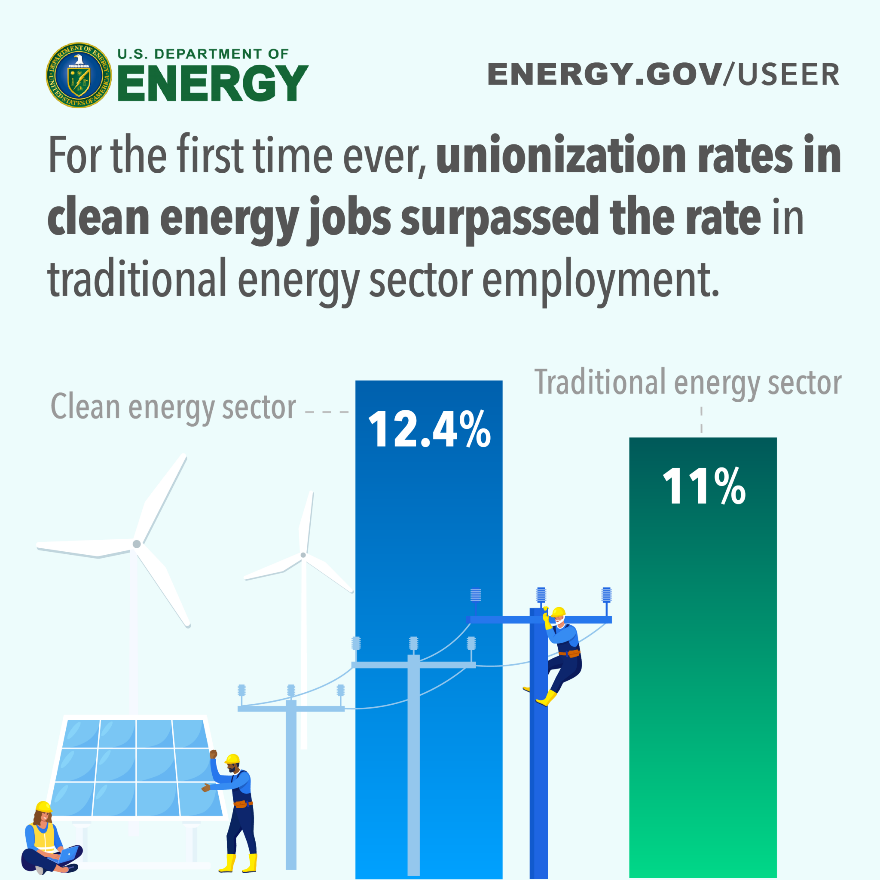 U.S. DEPARTMENT OF
ENERGY
ENERGY.GOV/USEER
For the first time ever, unionization rates in
clean energy jobs surpassed the rate in
traditional energy sector employment.
Traditional energy sector
Clean energy sector
12.4%
11%